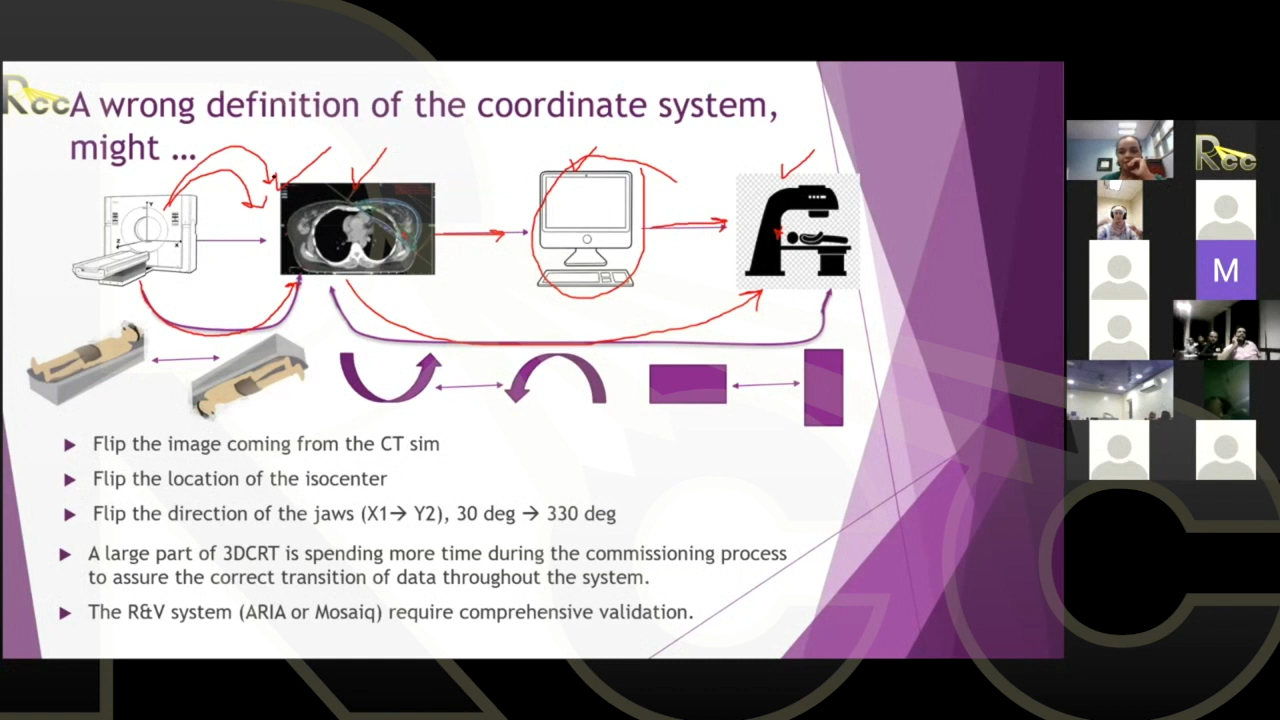 Rcc
A wrong definition of the coordinate system,
might ...
Y
Z
X
Flip the image coming from the CT sim
Flip the location of the isocenter
Flip the direction of the jaws (X1→ Y2), 30 deg → 330 deg
A large part of 3DCRT is spending more time during the commissioning process
to assure the correct transition of data throughout the system.
The R&V system (ARIA or Mosaiq) require comprehensive validation.
Rcc
M